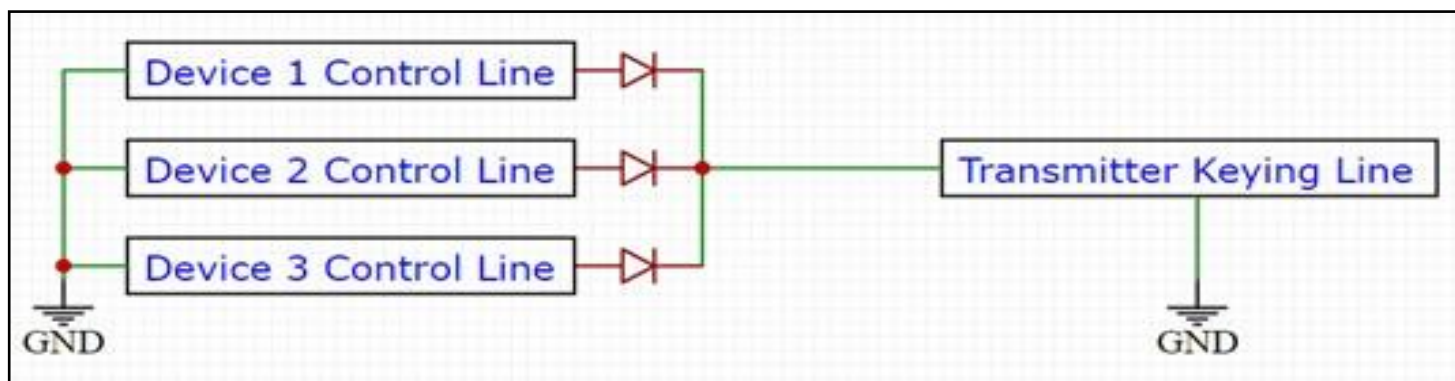 Device 1 Control Line
Device 2 Control Line
Transmitter Keying Line
Device 3 Control Line
GND
GND